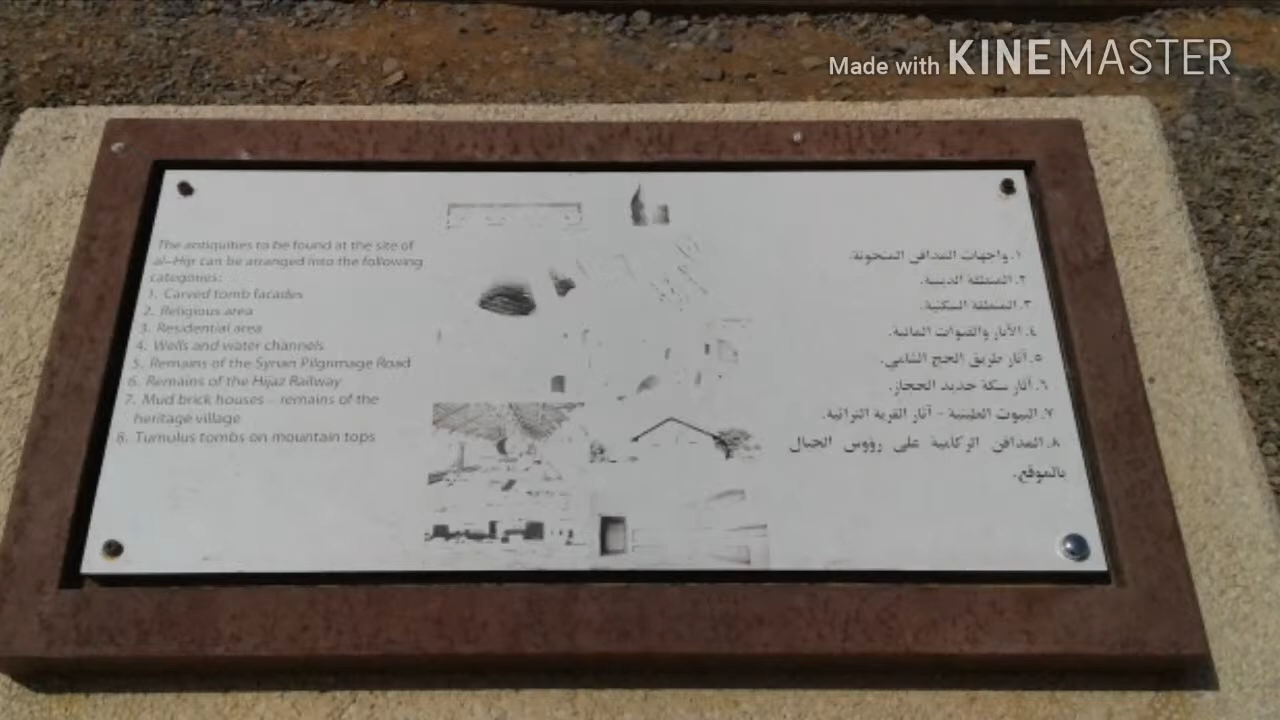 Made with KINEMASTER
The antiquities to be found at the site of
al-Hijr can be arranged into the following
categories:
1. Carved tomb facades
2. Religious area
3. Residential area
4. Wells and water channels
5. Remains of the Syrian Pilgrimage Road
6. Remains of the Hijaz Railway
7. Mud brick houses - remains of the
heritage village
8. Tumulus tombs on mountain tops
١. واجهات المدافن المنحوتة.
٢. المنطقة الدينية.
٣. المنطقة السكنية.
٤. الآبار والقنوات المائية.
٥. آثار طريق الحج الشامي.
٦. آثار سكة حديد الحجاز.
٧. البيوت الطينية - آثار القرية التراثية.
٨. المدافن الركامية على رؤوس الجبال
بالموقع.